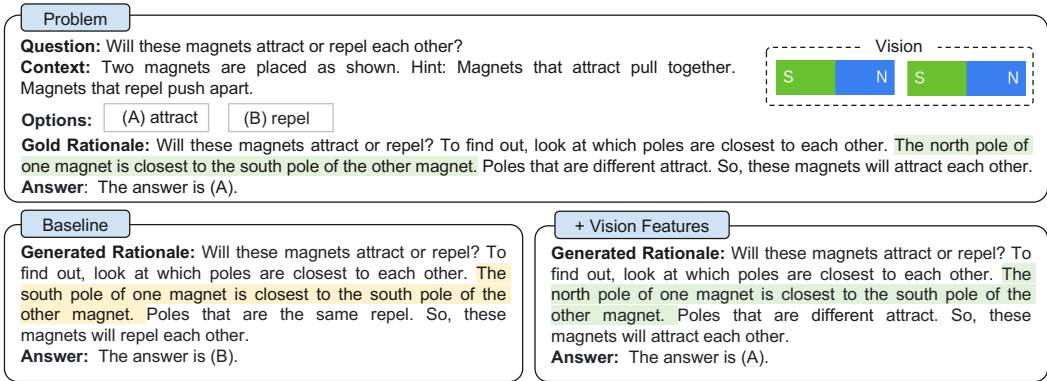 Problem
Question: Will these magnets attract or repel each other?
Context: Two magnets are placed as shown. Hint: Magnets that attract pull together.
Magnets that repel push apart.
Vision
S N S N
Options: (A) attract (B) repel
Gold Rationale: Will these magnets attract or repel? To find out, look at which poles are closest to each other. The north pole of
one magnet is closest to the south pole of the other magnet. Poles that are different attract. So, these magnets will attract each other.
Answer: The answer is (A).
Baseline
Generated Rationale: Will these magnets attract or repel? To
find out, look at which poles are closest to each other. The
south pole of one magnet is closest to the south pole of the
other magnet. Poles that are the same repel. So, these
magnets will repel each other.
Answer: The answer is (B).
+ Vision Features
Generated Rationale: Will these magnets attract or repel? To
find out, look at which poles are closest to each other. The
north pole of one magnet is closest to the south pole of the
other magnet. Poles that are different attract. So, these
magnets will attract each other.
Answer: The answer is (A).